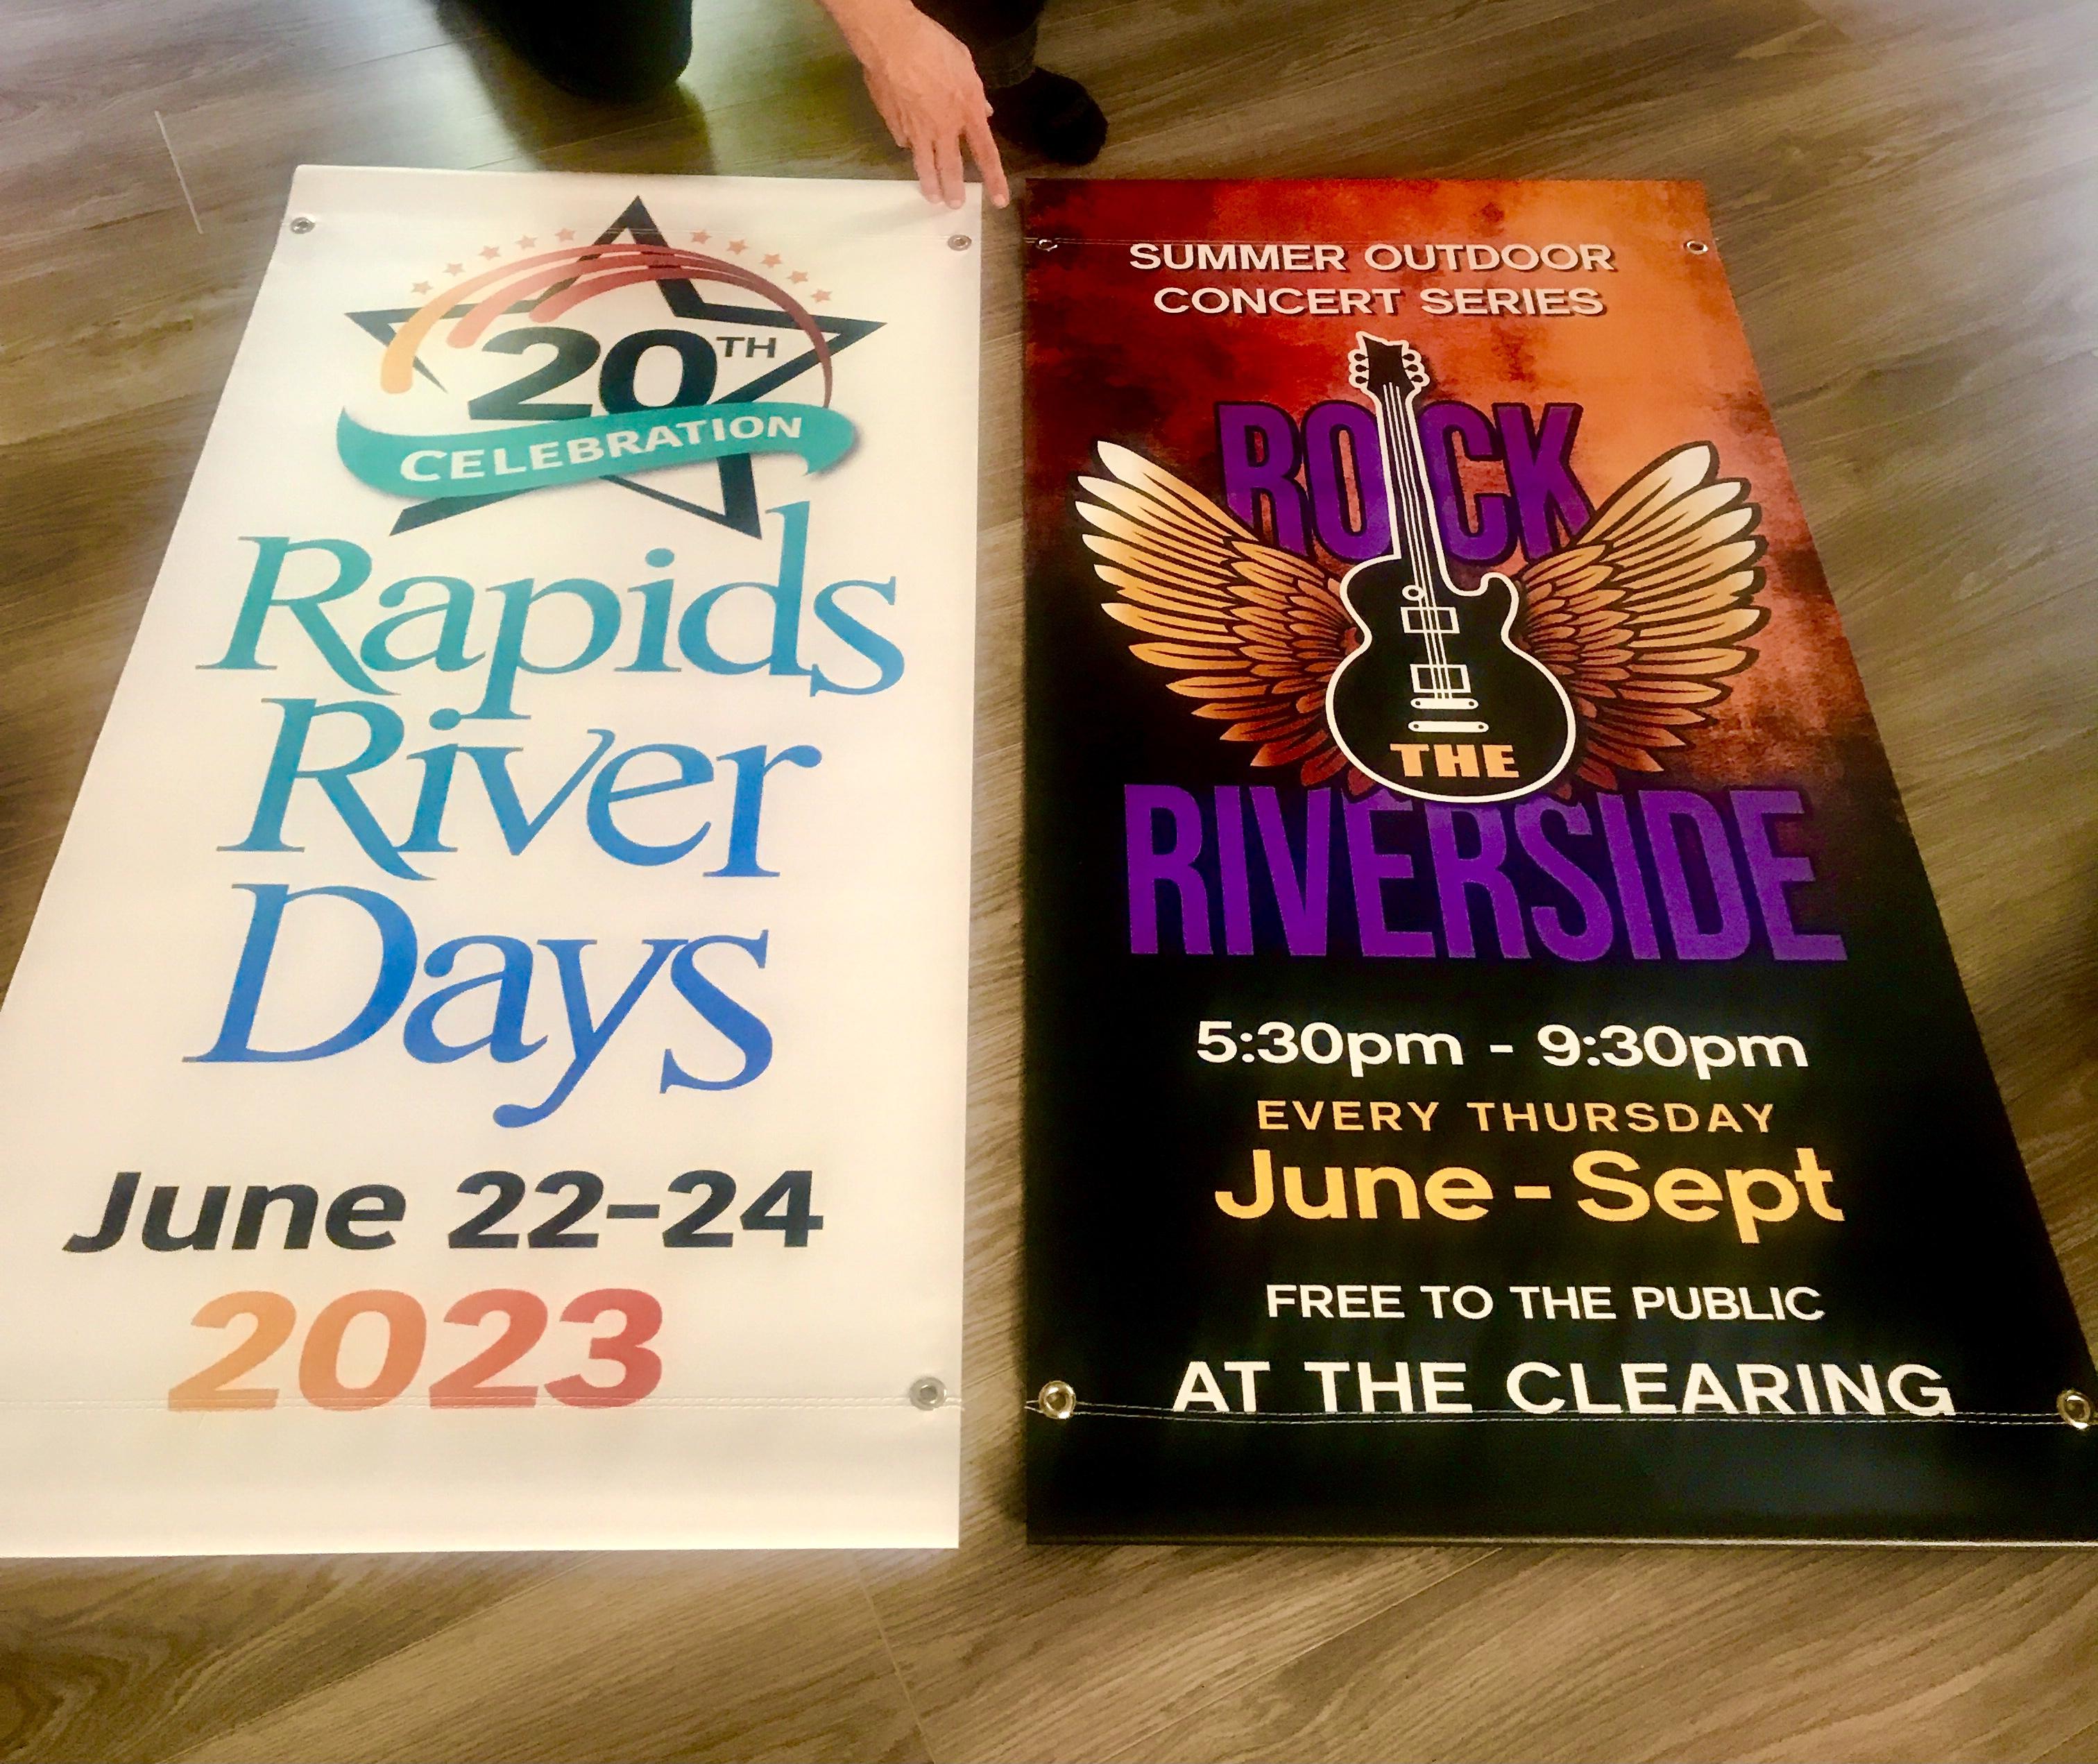 20TH
CELEBRATION
Rapids
River
Days
June 22-24
2023
SUMMER OUTDOOR
CONCERT SERIES
ROCK
THE
RIVERSIDE
5:30pm - 9:30pm
EVERY THURSDAY
June - Sept
FREE TO THE PUBLIC
AT THE CLEARING